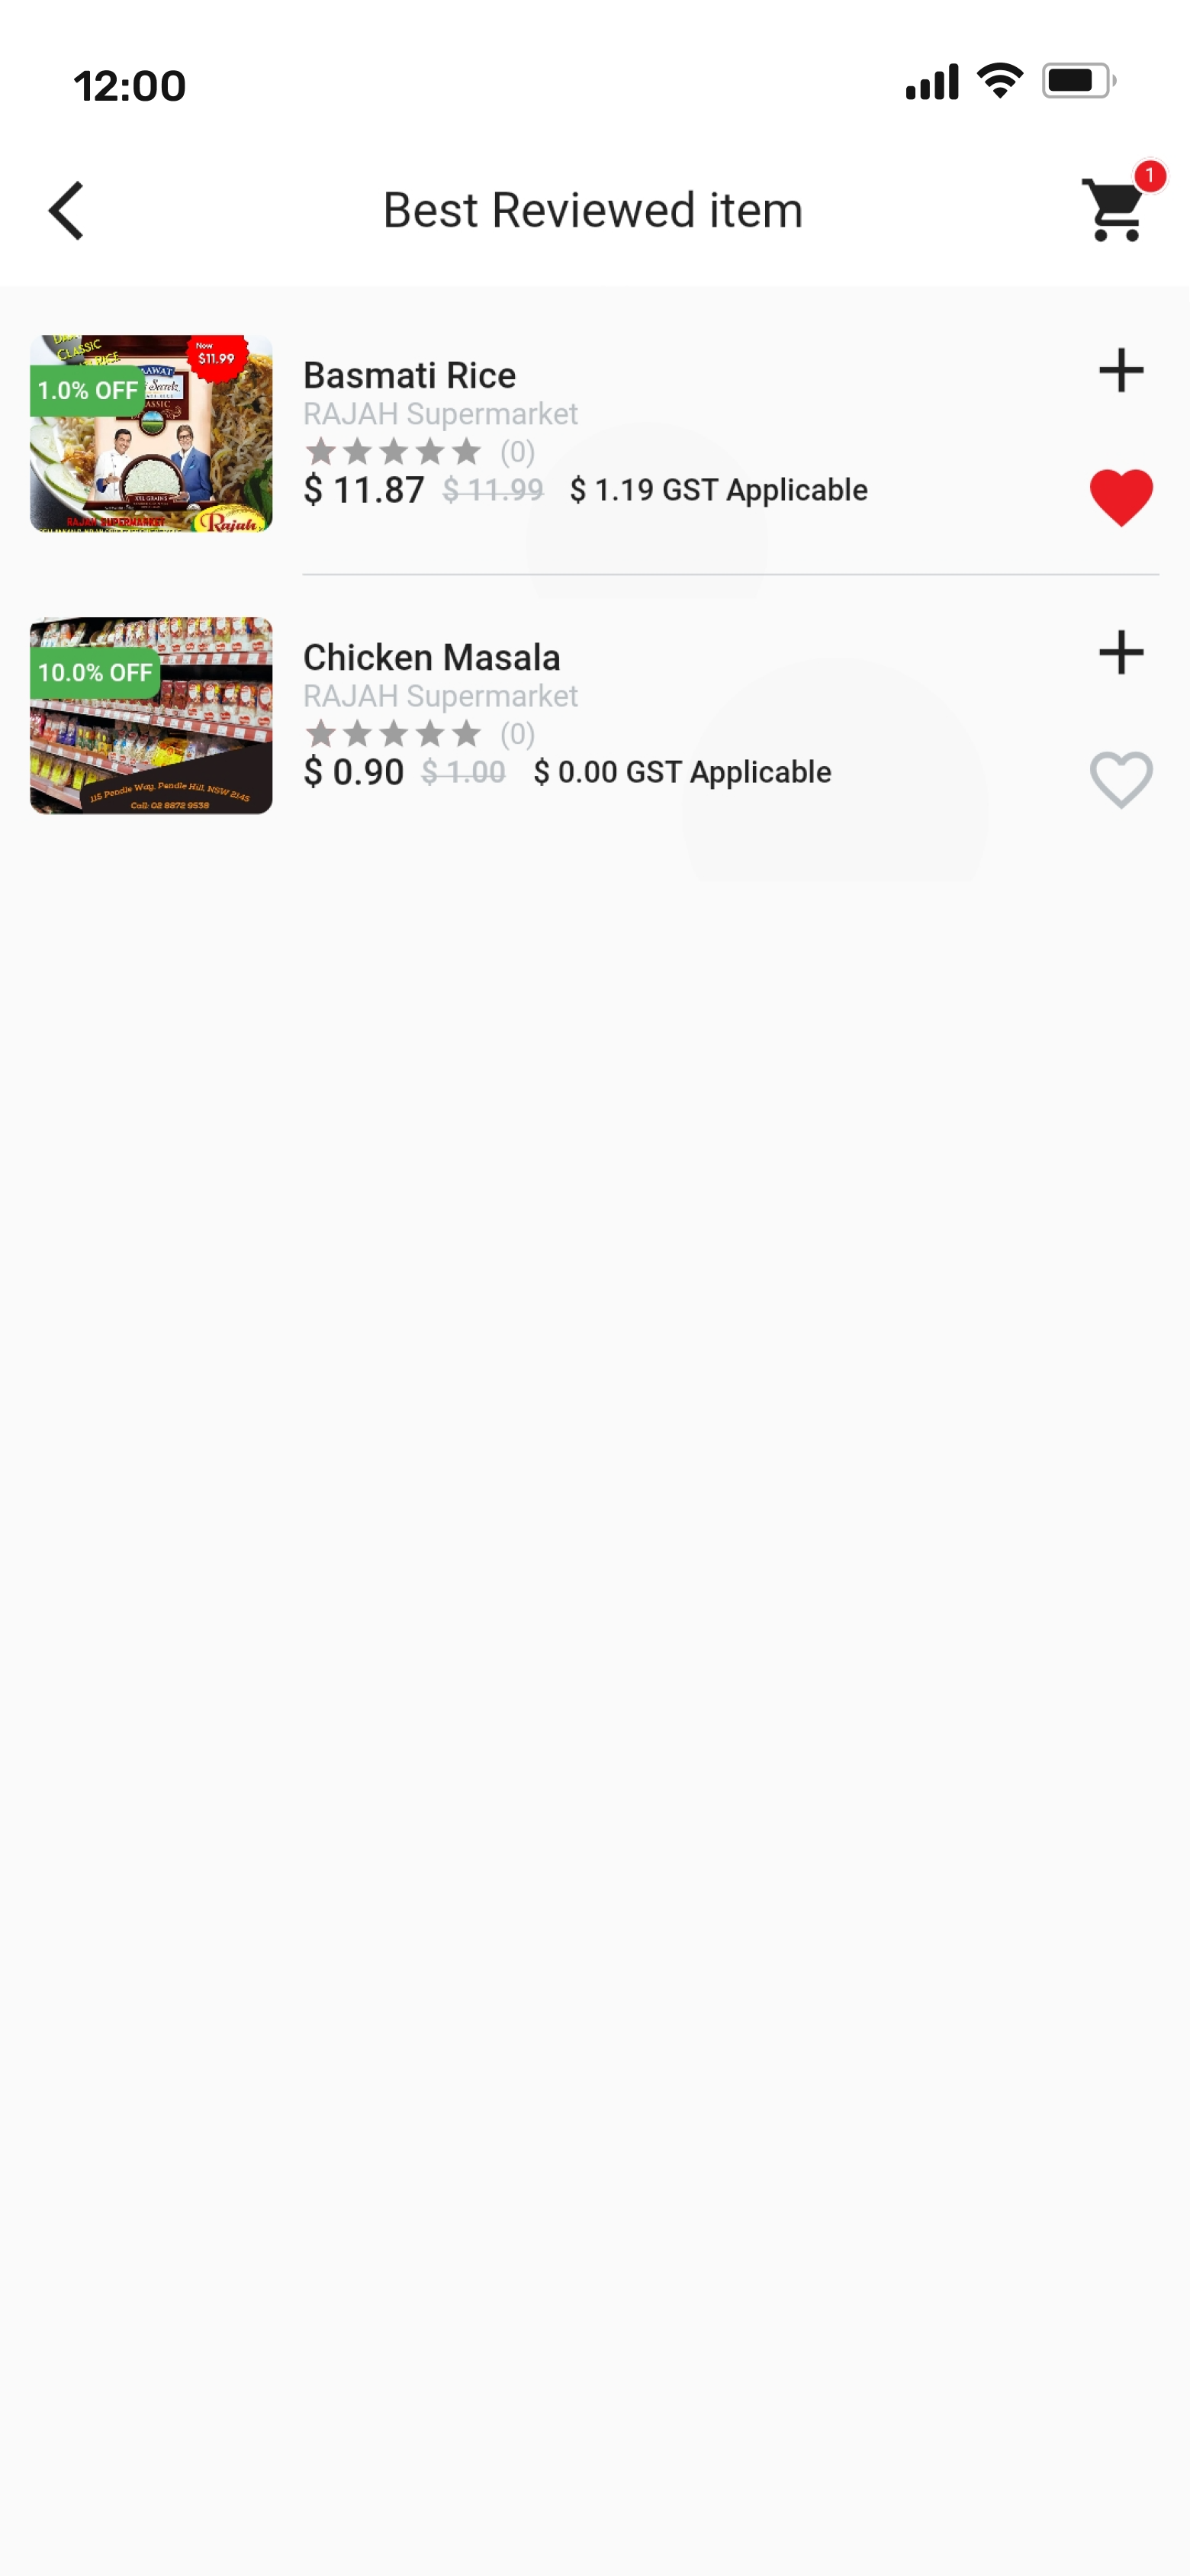 12:00
Best Reviewed item
1
CLASSIC
RICE
Now
$11.99
1.0% OFF
Basmati Rice
RAJAH Supermarket
(0)
$ 11.87 $ 11.99 $ 1.19 GST Applicable
XXL GRAINS
RAJAH SUPERMARKET
Rajah
10.0% OFF
Chicken Masala
RAJAH Supermarket
(0)
$ 0.90 $ 1.00 $ 0.00 GST Applicable
115 Pendle Way, Pendle Hill, NSW 2145
Call: 02 8872 9538